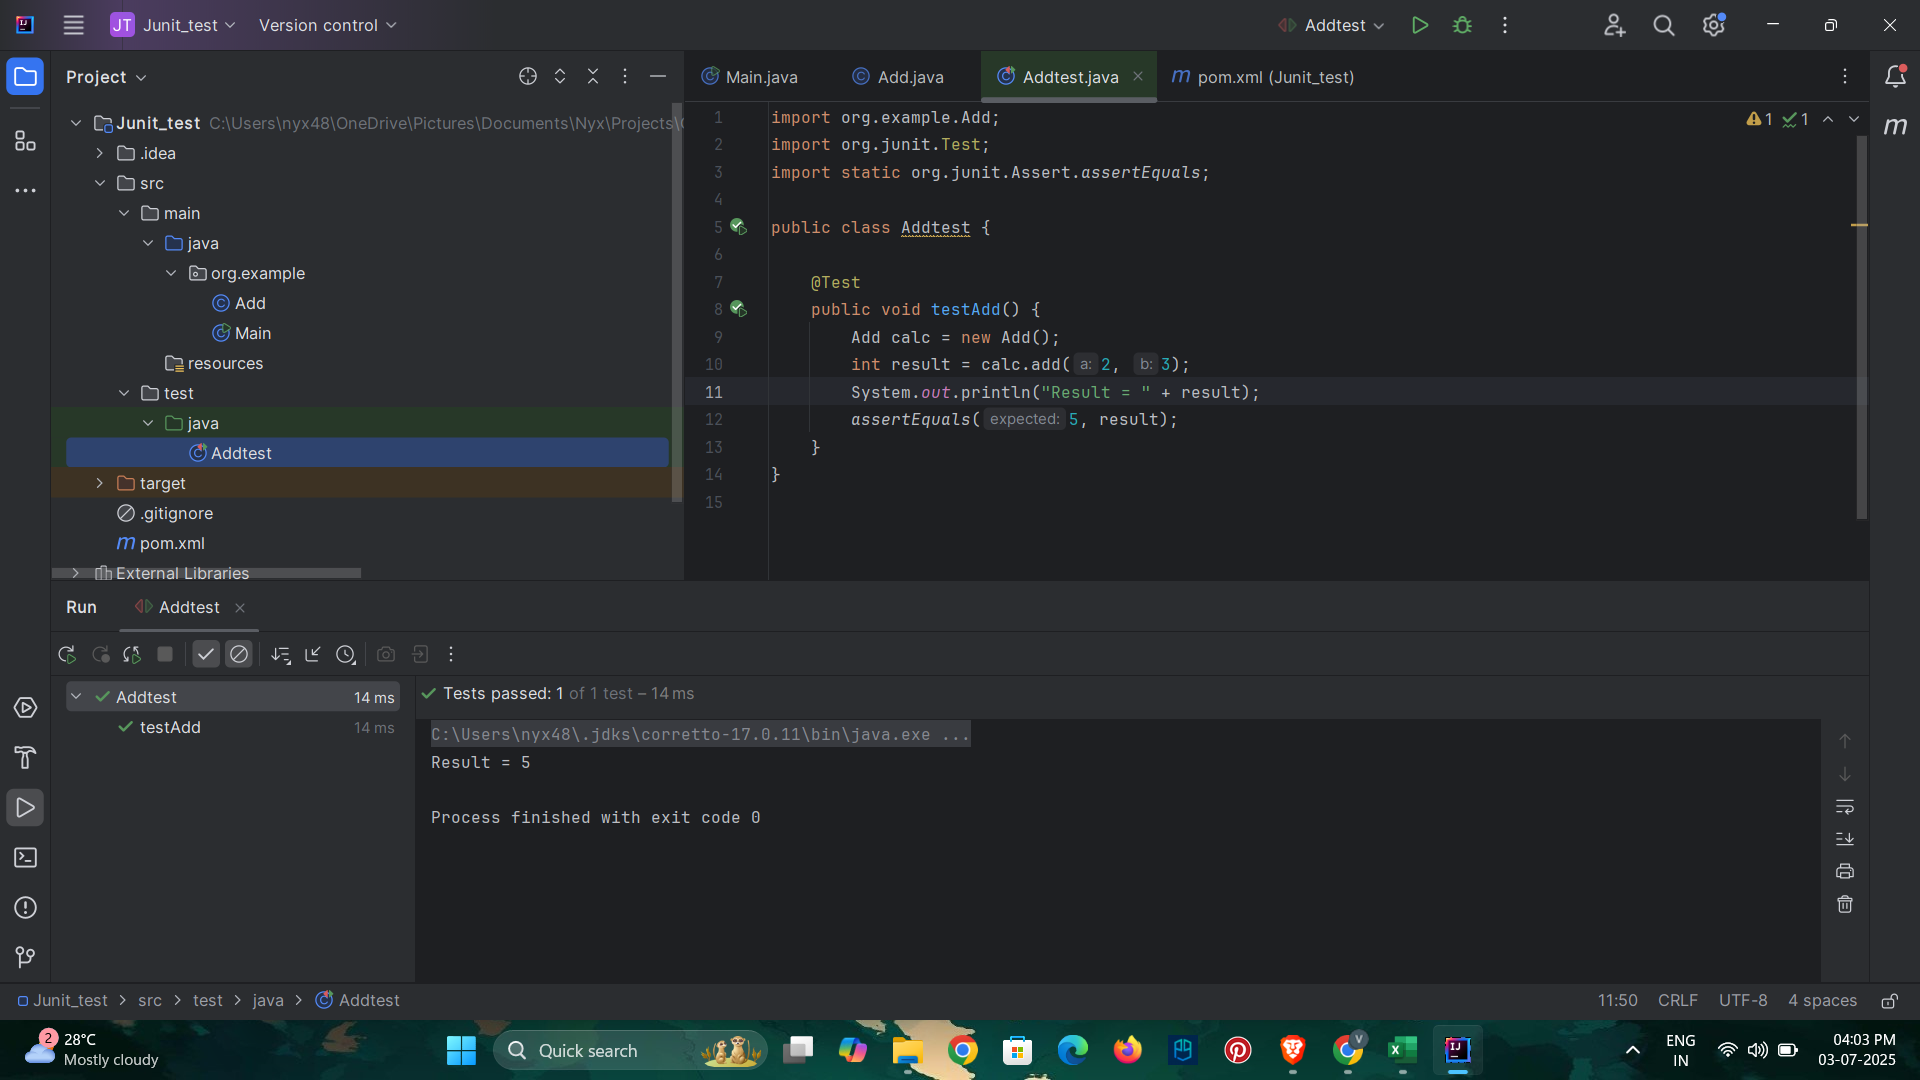 JT Junit_test Version control Addtest
Project
Main.java Add.java Addtest.java pom.xml (Junit_test)
Junit_test C:\Users\nyx48\OneDrive\Pictures\Documents\Nyx\Projects\
.idea
src
main
java
org.example
Add
Main
resources
test
java
Addtest
target
.gitignore
pom.xml
External Libraries
1 import org.example.Add;
2 import org.junit.Test;
3 import static org.junit.Assert.assertEquals;
4
5 public class Addtest {
6
7 @Test
8 public void testAdd() {
9 Add calc = new Add();
10 int result = calc.add( a: 2, b: 3);
11 System.out.println("Result = " + result);
12 assertEquals( expected: 5, result);
13 }
14 }
15
1 1
Run Addtest
Addtest 14 ms
testAdd 14 ms
Tests passed: 1 of 1 test – 14 ms
C:\Users\nyx48\.jdks\corretto-17.0.11\bin\java.exe ...
Result = 5
Process finished with exit code 0
Junit_test > src > test > java > Addtest
11:50 CRLF UTF-8 4 spaces
2 28°C
Mostly cloudy
Quick search
V
ENG
IN
04:03 PM
03-07-2025